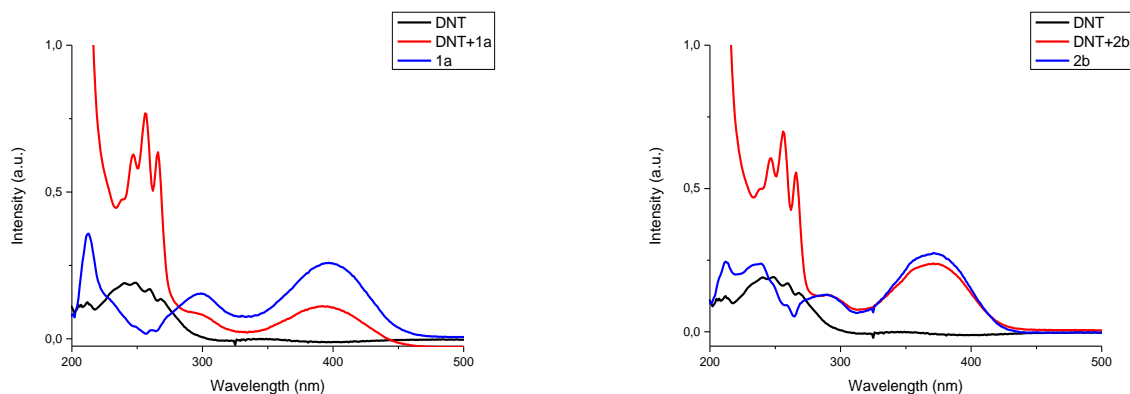 DNT
DNT+1a
1a
1,0
0,5
0,0
Intensity (a.u.)
200
300
400
500
Wavelength (nm)
DNT
DNT+2b
2b
1,0
0,5
0,0
Intensity (a.u.)
200
300
400
500
Wavelength (nm)